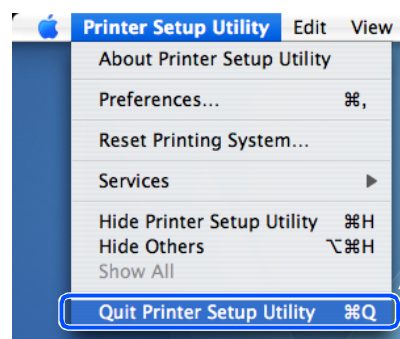 Printer Setup Utility Edit View
About Printer Setup Utility
Preferences... ⌘,
Reset Printing System...
Services
Hide Printer Setup Utility ⌘H
Hide Others ⌥⌘H
Show All
Quit Printer Setup Utility ⌘Q